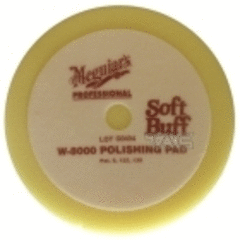 Meguiar's
PROFESSIONAL
Soft
Buff
W-8000 POLISHING PAD